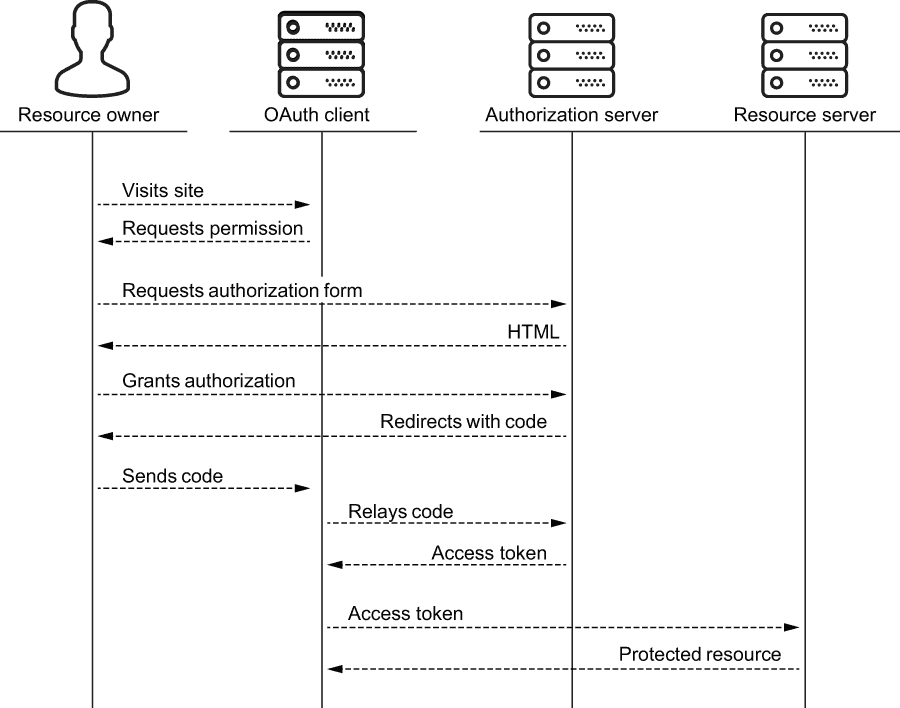 Resource owner
OAuth client
Authorization server
Resource server
Visits site
Requests permission
Requests authorization form
HTML
Grants authorization
Redirects with code
Sends code
Relays code
Access token
Access token
Protected resource